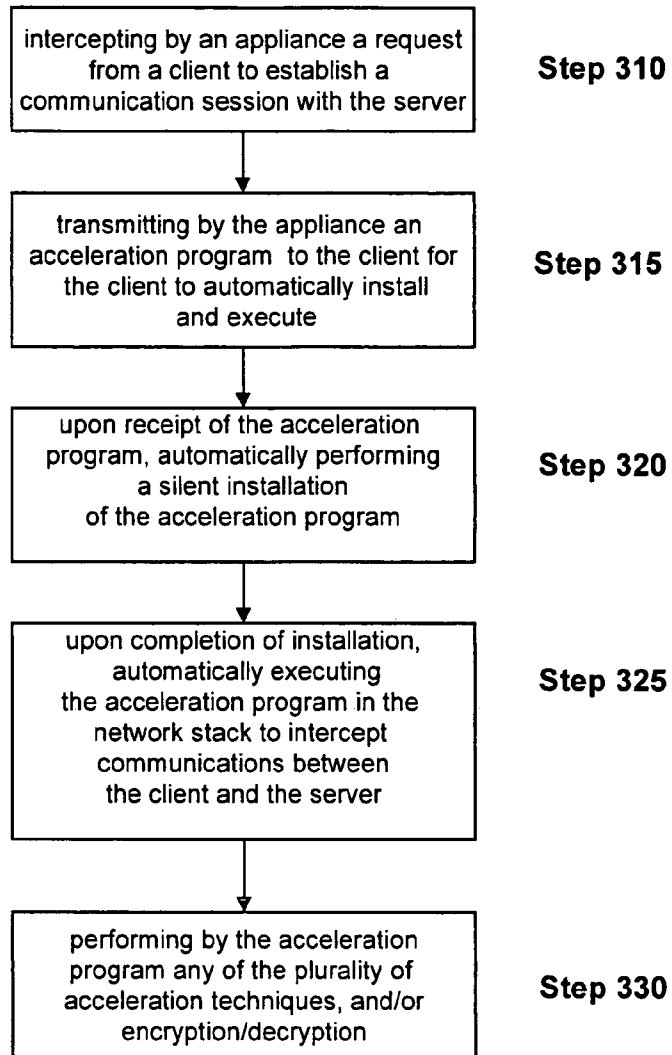 intercepting by an appliance a request
from a client to establish a
communication session with the server
Step 310
transmitting by the appliance an
acceleration program to the client for
the client to automatically install
and execute
Step 315
upon receipt of the acceleration
program, automatically performing
a silent installation
of the acceleration program
Step 320
upon completion of installation,
automatically executing
the acceleration program in the
network stack to intercept
communications between
the client and the server
Step 325
performing by the acceleration
program any of the plurality of
acceleration techniques, and/or
encryption/decryption
Step 330